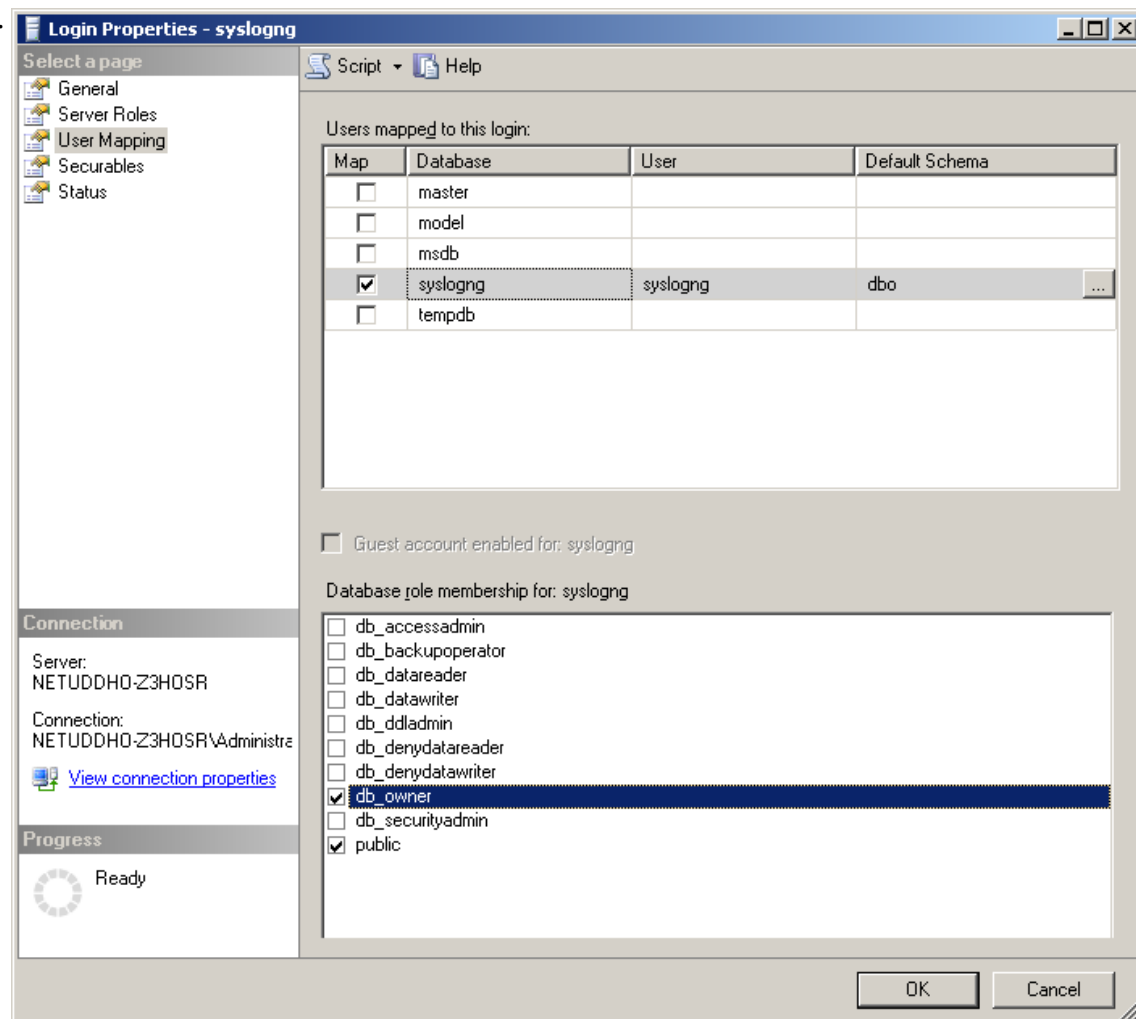 Login Properties - syslogng
Select a page
General
Server Roles
User Mapping
Securables
Status
Script
Help
Users mapped to this login:
Map Database User Default Schema
master
model
msdb
syslogng syslogng dbo ...
tempdb
Guest account enabled for: syslogng
Database role membership for: syslogng
db_accessadmin
db_backupoperator
db_datareader
db_datawriter
db_ddladmin
db_denydatareader
db_denydatawriter
db_owner
db_securityadmin
public
Connection
Server:
NETUDDHO-Z3HOSR
Connection:
NETUDDHO-Z3HOSR\Administra
View connection properties
Progress
Ready
OK Cancel